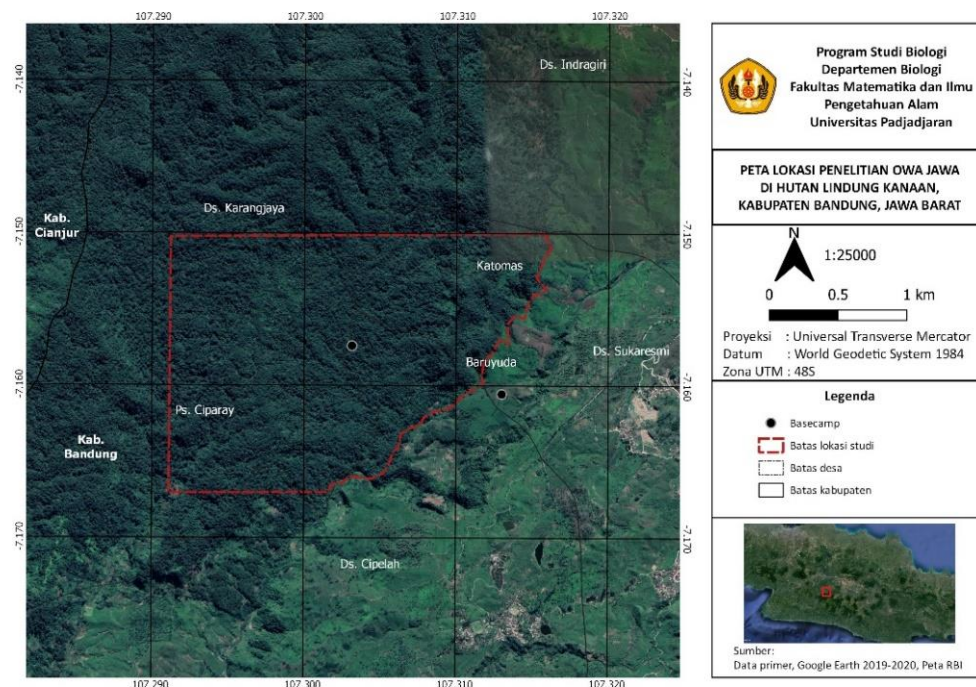 107.290 107.300 107.310 107.320
-7.140 -7.140
Ds. Indragiri
Ds. Karangjaya
Kab.
Cianjur
-7.150 -7.150
Katomas
Baruyuda
Ds. Sukaresmi
-7.160 -7.160
Ps. Ciparay
Kab.
Bandung
-7.170 -7.170
Ds. Cipelah
107.290 107.300 107.310 107.320
Program Studi Biologi
Departemen Biologi
Fakultas Matematika dan Ilmu
Pengetahuan Alam
Universitas Padjadjaran
PETA LOKASI PENELITIAN OWA JAWA
DI HUTAN LINDUNG KANAAN,
KABUPATEN BANDUNG, JAWA BARAT
N
1:25000
0 0.5 1 km
Proyeksi : Universal Transverse Mercator
Datum : World Geodetic System 1984
Zona UTM : 48S
Legenda
Basecamp
Batas lokasi studi
Batas desa
Batas kabupaten
Sumber:
Data primer, Google Earth 2019-2020, Peta RBI